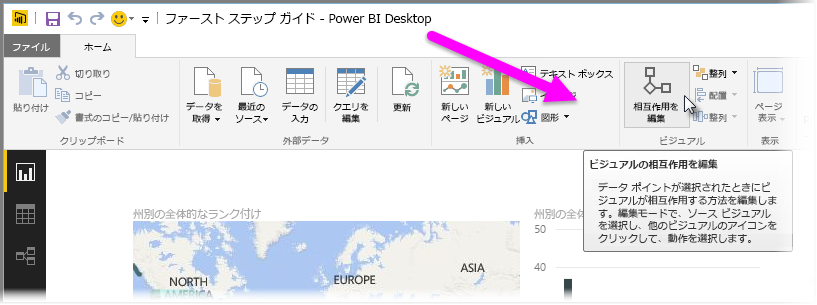 ファースト ステップ ガイド - Power BI Desktop
ファイル
ホーム
切り取り
コピー
書式のコピー/貼り付け
貼り付け
クリップボード
データを
取得
最近の
ソース
データの
入力
クエリを
編集
外部データ
更新
新しい
ページ
新しい
ビジュアル
テキスト ボックス
図形
挿入
相互作用を
編集
整列
配置
整列
ビジュアル
ページ
表示
表示
ビジュアルの相互作用を編集
データ ポイントが選択されたときにビ
ジュアルが相互作用する方法を編集しま
す。編集モードで、ソース ビジュアル
を選択し、他のビジュアルのアイコンを
クリックして、動作を選択します。
州別の全体的なランク付け
州別の全体
50
40
NORTH
AMERICA
EUROPE
ASIA